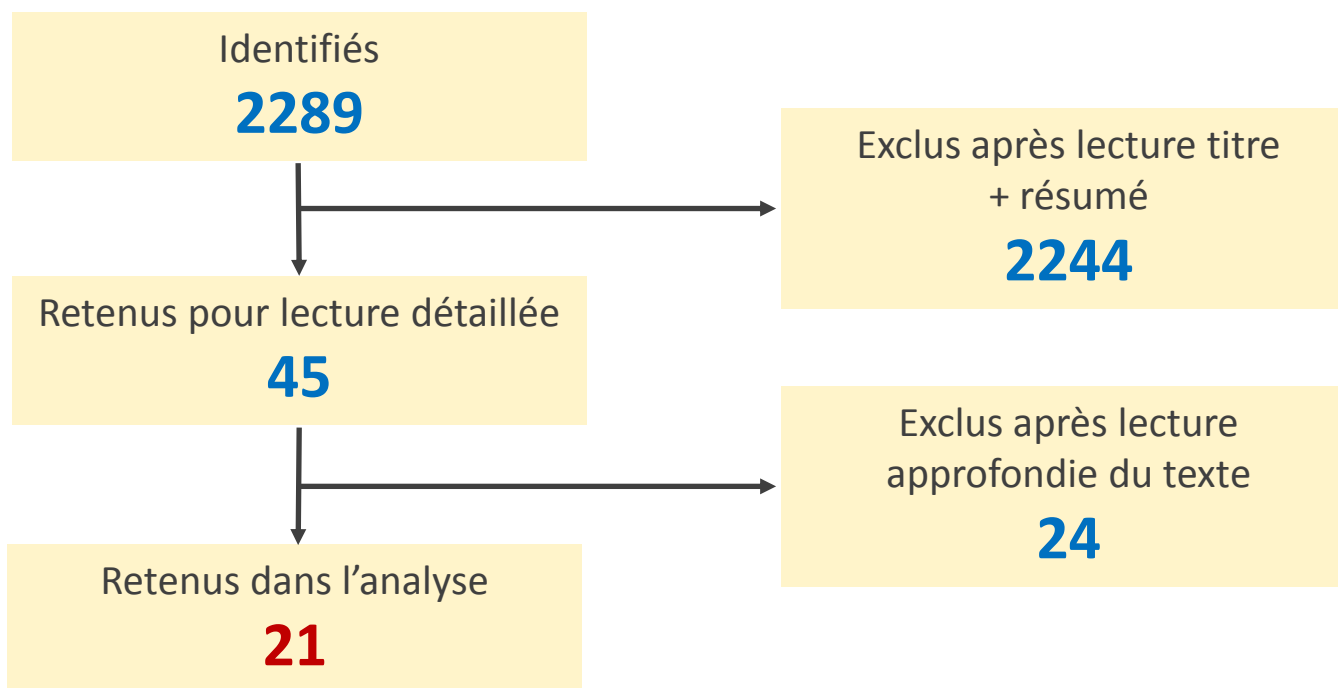 Identifiés
2289
Exclus après lecture titre
+ résumé
2244
Retenus pour lecture détaillée
45
Exclus après lecture
approfondie du texte
24
Retenus dans l’analyse
21